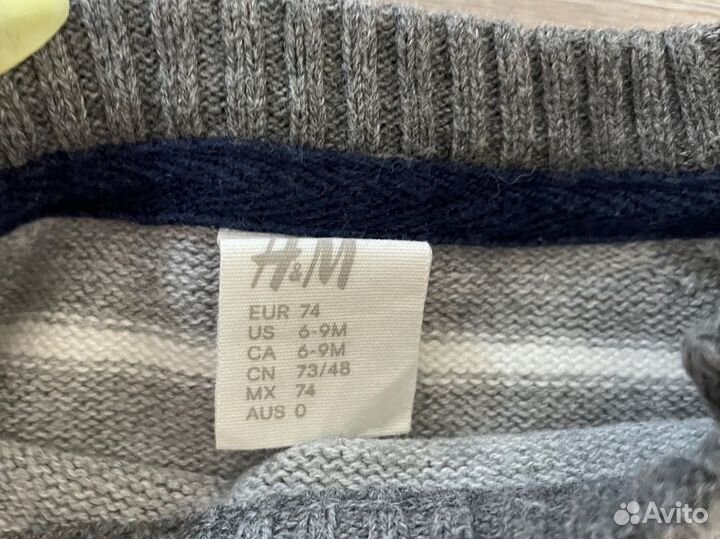 H&M
EUR 74
US 6-9M
CA 6-9M
CN 73/48
MX 74
AUS 0
Avito